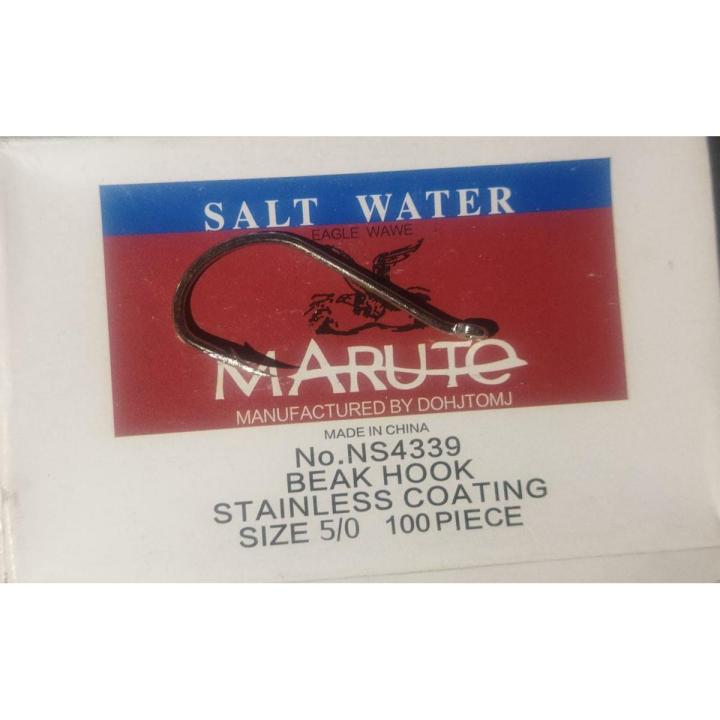 SALT WATER
EAGLE WAWE
MARUTO
MANUFACTURED BY DOHJTOMJ
MADE IN CHINA
No.NS4339
BEAK HOOK
STAINLESS COATING
SIZE 5/0 100 PIECE